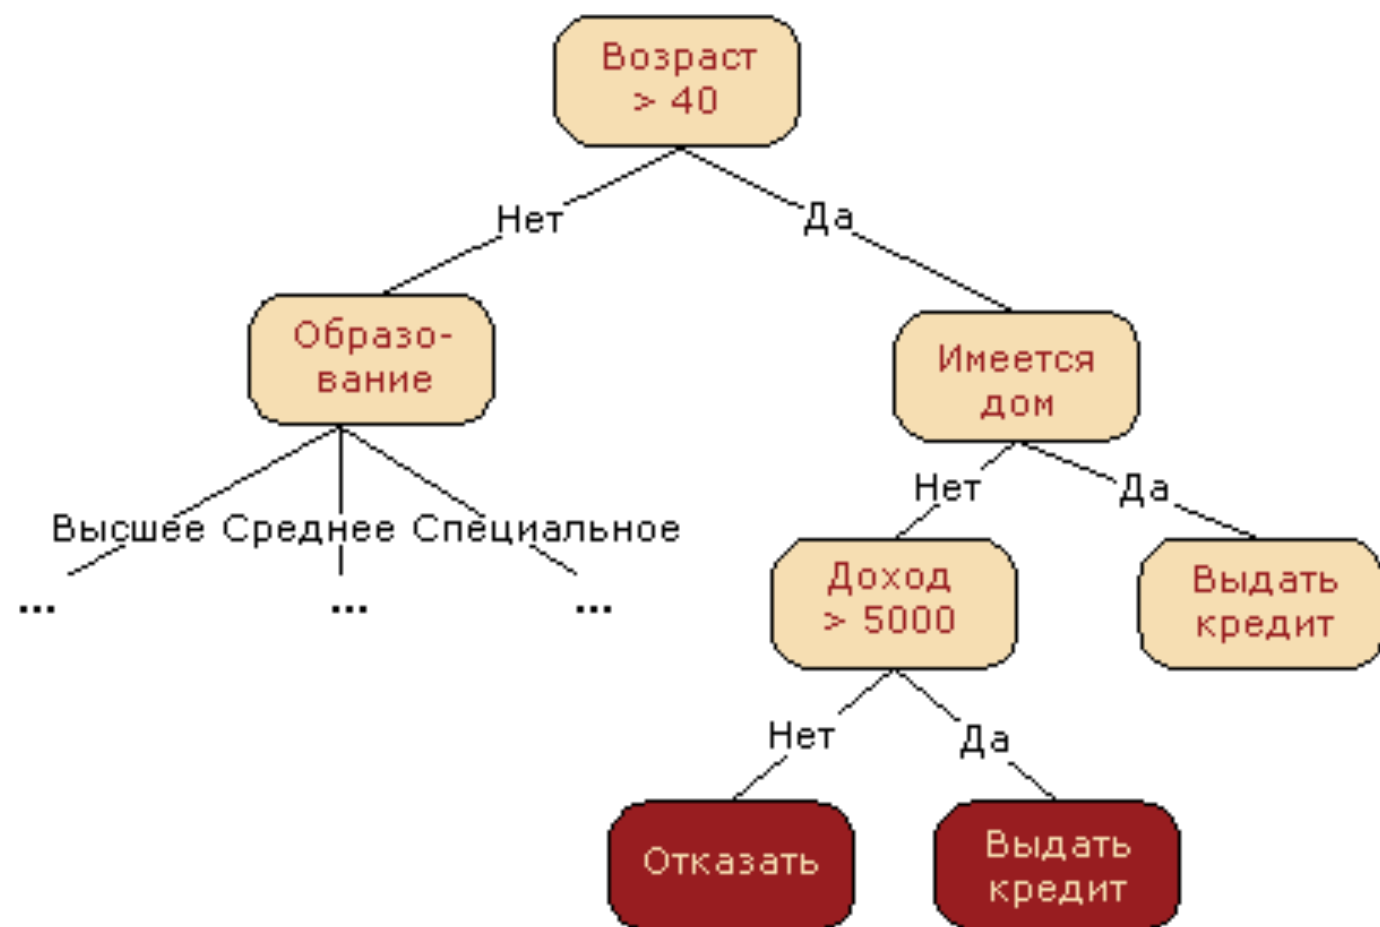 Возраст
> 40
Нет
Да
Образо-
вание
Имеется
дом
Нет
Да
Высшее
Среднее
Специальное
...
...
...
Доход
> 5000
Выдать
кредит
Нет
Да
Отказать
Выдать
кредит